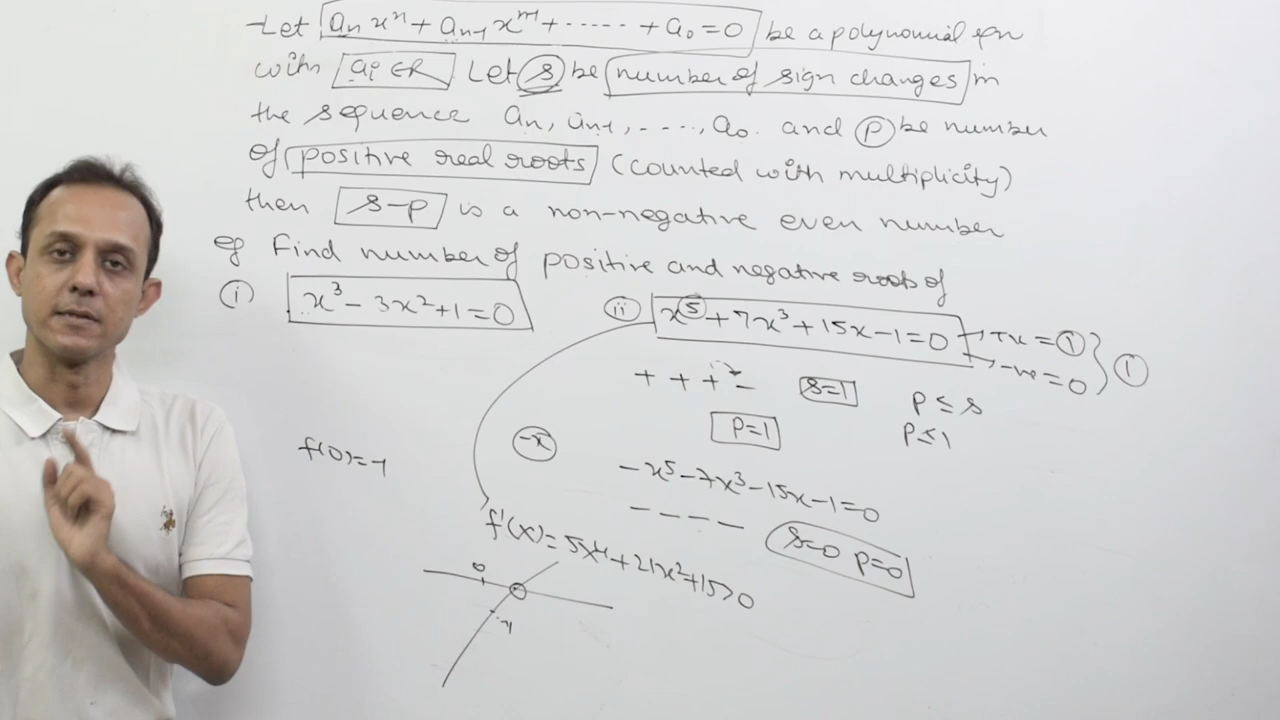 Let aₙxⁿ + aₙ₋₁xⁿ⁻¹ + ...... + a₀ = 0 be a polynomial eqn
with aᵢ ∈ R Let s be number of sign changes in
the sequence aₙ, aₙ₋₁, ....., a₀. and p be number
of positive real roots (counted with multiplicity)
then s-p is a non-negative even number
eg Find number of positive and negative roots of
(i) x³ - 3x² + 1 = 0
(ii) x⁵ + 7x³ + 15x - 1 = 0
+ve = 1
-ve = 0
1
+ + + -
s=1
p ≤ s
p ≤ 1
p=1
-x
f(0)=-1
-x⁵ - 7x³ - 15x - 1 = 0
- - - -
s=0 p=0
f'(x) = 5x⁴ + 21x² + 15 > 0
0
-1